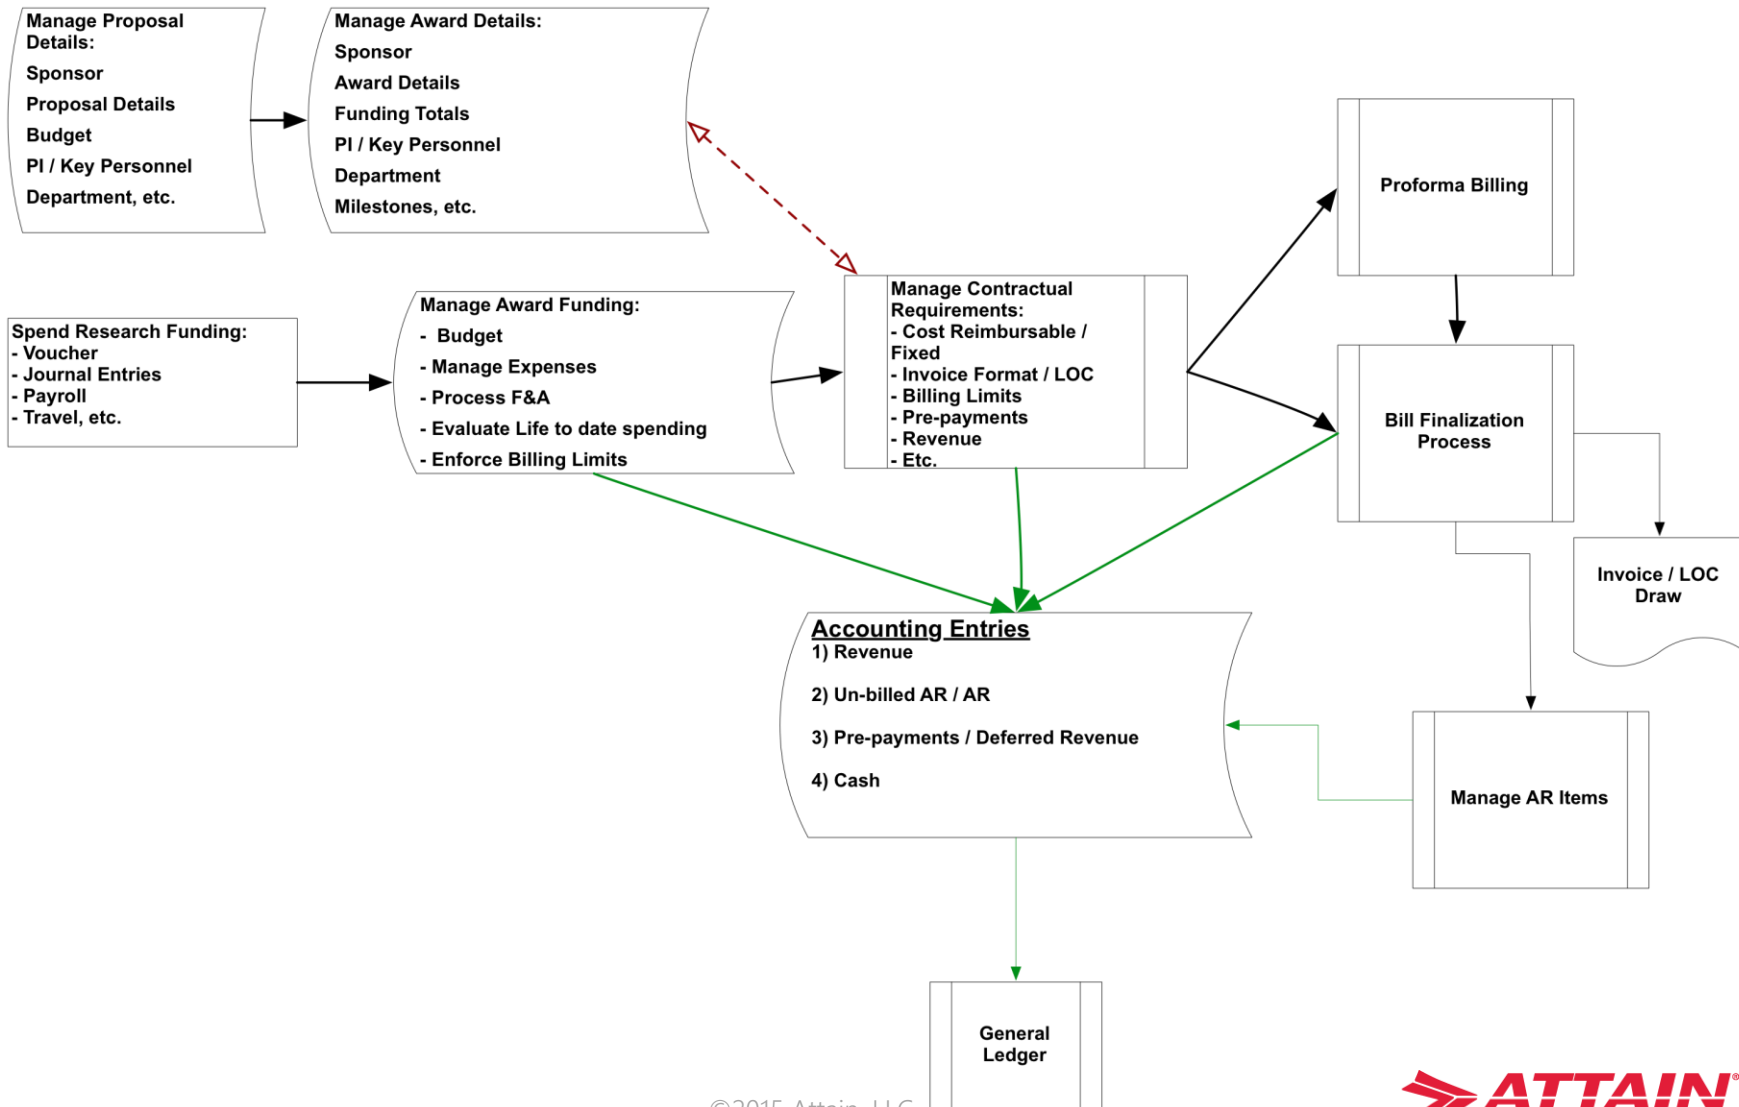 Manage Proposal
Details:
Sponsor
Proposal Details
Budget
PI / Key Personnel
Department, etc.
Manage Award Details:
Sponsor
Award Details
Funding Totals
PI / Key Personnel
Department
Milestones, etc.
Proforma Billing
Spend Research Funding:
- Voucher
- Journal Entries
- Payroll
- Travel, etc.
Manage Award Funding:
- Budget
- Manage Expenses
- Process F&A
- Evaluate Life to date spending
- Enforce Billing Limits
Manage Contractual
Requirements:
- Cost Reimbursable /
Fixed
- Invoice Format / LOC
- Billing Limits
- Pre-payments
- Revenue
- Etc.
Bill Finalization
Process
Invoice / LOC
Draw
Accounting Entries
1) Revenue
2) Un-billed AR / AR
3) Pre-payments / Deferred Revenue
4) Cash
Manage AR Items
General
Ledger
©2015 Attain, LLC
ATTAIN®